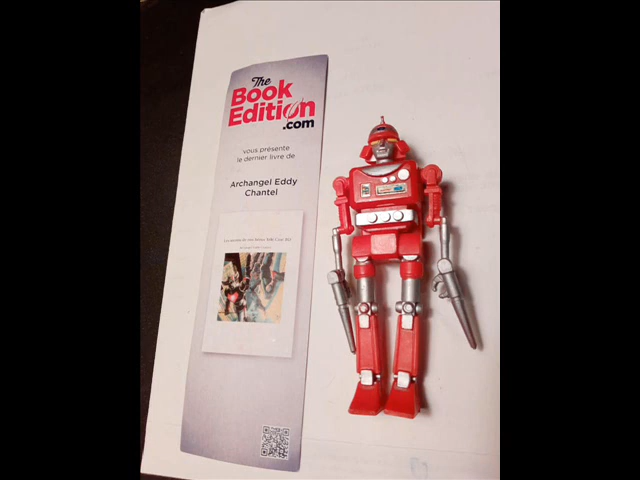 The
Book
Edition
.com
vous présente
le dernier livre de
Archangel Eddy
Chantel